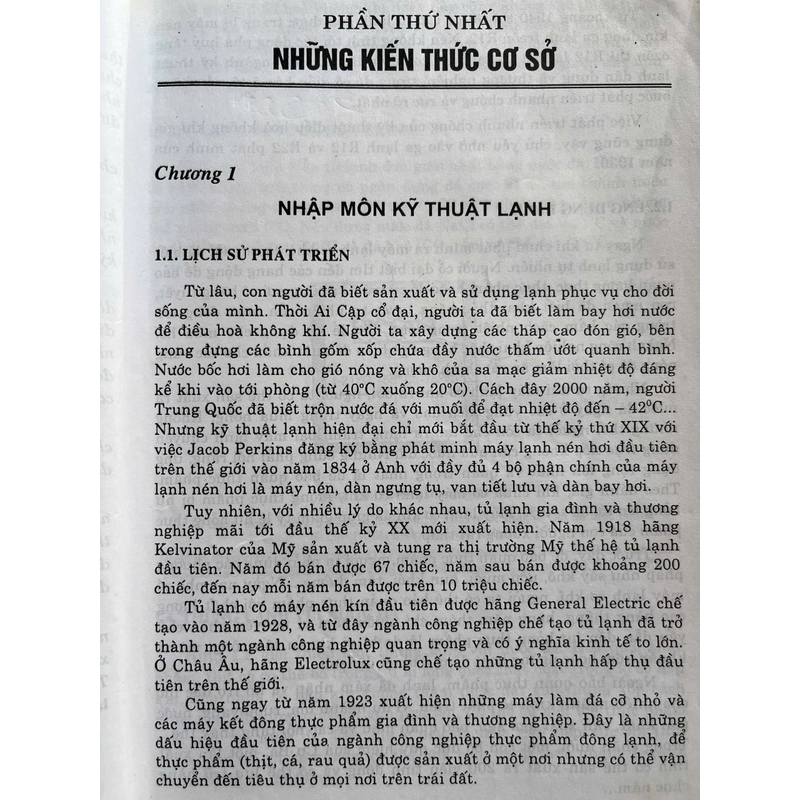 PHẦN THỨ NHẤT
NHỮNG KIẾN THỨC CƠ SỞ
Chương 1
NHẬP MÔN KỸ THUẬT LẠNH
1.1. LỊCH SỬ PHÁT TRIỂN
Từ lâu, con người đã biết sản xuất và sử dụng lạnh phục vụ cho đời
sống của mình. Thời Ai Cập cổ đại, người ta đã biết làm bay hơi nước
để điều hoà không khí. Người ta xây dựng các tháp cao đón gió, bên
trong đựng các bình gốm xốp chứa đầy nước thấm ướt quanh bình.
Nước bốc hơi làm cho gió nóng và khô của sa mạc giảm nhiệt độ đáng
kể khi vào tới phòng (từ 40°C xuống 20°C). Cách đây 2000 năm, người
Trung Quốc đã biết trộn nước đá với muối để đạt nhiệt độ đến – 42°C...
Nhưng kỹ thuật lạnh hiện đại chỉ mới bắt đầu từ thế kỷ thứ XIX với
việc Jacob Perkins đăng ký bằng phát minh máy lạnh nén hơi đầu tiên
trên thế giới vào năm 1834 ở Anh với đầy đủ 4 bộ phận chính của máy
lạnh nén hơi là máy nén, dàn ngưng tụ, van tiết lưu và dàn bay hơi.
Tuy nhiên, với nhiều lý do khác nhau, tủ lạnh gia đình và thương
nghiệp mãi tới đầu thế kỷ XX mới xuất hiện. Năm 1918 hãng
Kelvinator của Mỹ sản xuất và tung ra thị trường Mỹ thế hệ tủ lạnh
đầu tiên. Năm đó bán được 67 chiếc, năm sau bán được khoảng 200
chiếc, đến nay mỗi năm bán được trên 10 triệu chiếc.
Tủ lạnh có máy nén kín đầu tiên được hãng General Electric chế
tạo vào năm 1928, và từ đây ngành công nghiệp chế tạo tủ lạnh đã trở
thành một ngành công nghiệp quan trọng và có ý nghĩa kinh tế to lớn.
Ở Châu Âu, hãng Electrolux cũng chế tạo những tủ lạnh hấp thụ đầu
tiên trên thế giới.
Cũng ngay từ năm 1923 xuất hiện những máy làm đá cỡ nhỏ và
các máy kết đông thực phẩm gia đình và thương nghiệp. Đây là những
dấu hiệu đầu tiên của ngành công nghiệp thực phẩm đông lạnh, để
thực phẩm (thịt, cá, rau quả) được sản xuất ở một nơi nhưng có thể vận
chuyển đến tiêu thụ ở mọi nơi trên trái đất.